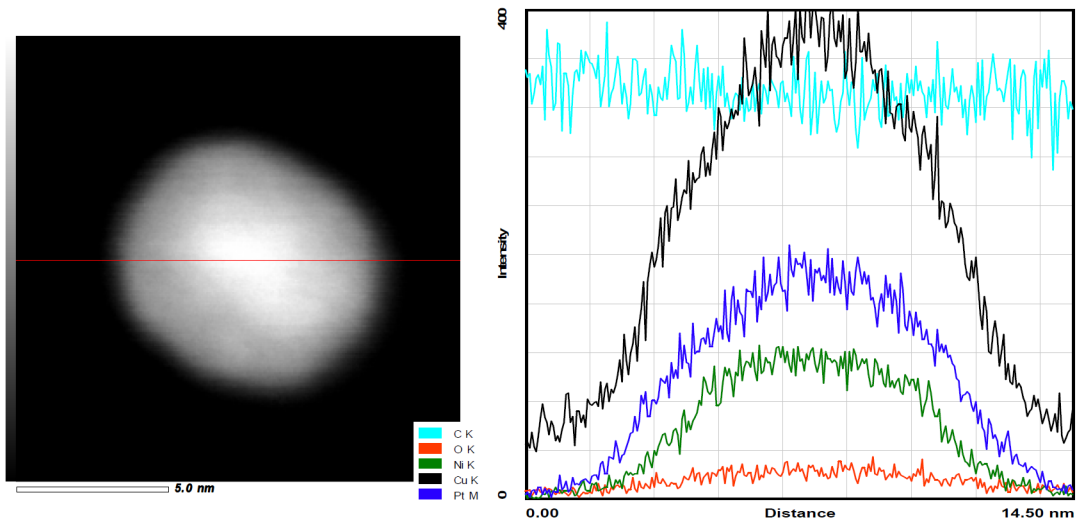 5.0 nm
C K
O K
Ni K
Cu K
Pt M
400
Intensity
0
0.00 Distance 14.50 nm